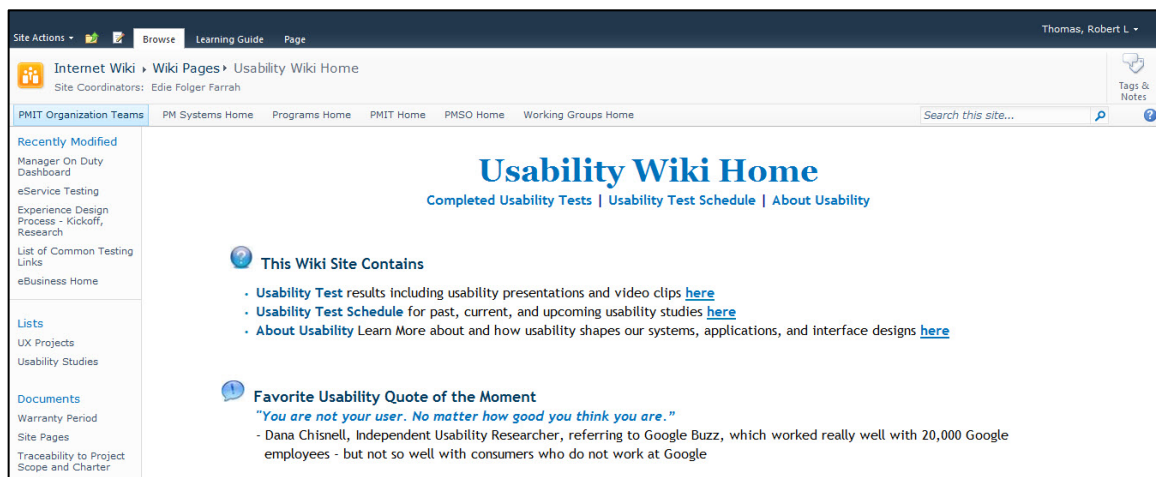 Thomas, Robert L
Site Actions
Browse
Learning Guide
Page
Internet Wiki ▸ Wiki Pages ▸ Usability Wiki Home
Site Coordinators: Edie Folger Farrah
Tags &
Notes
PMIT Organization Teams
PM Systems Home
Programs Home
PMIT Home
PMSO Home
Working Groups Home
Search this site...
Recently Modified
Manager On Duty
Dashboard
eService Testing
Experience Design
Process - Kickoff,
Research
List of Common Testing
Links
eBusiness Home
Lists
UX Projects
Usability Studies
Documents
Warranty Period
Site Pages
Traceability to Project
Scope and Charter
Usability Wiki Home
Completed Usability Tests | Usability Test Schedule | About Usability
This Wiki Site Contains
• Usability Test results including usability presentations and video clips here
• Usability Test Schedule for past, current, and upcoming usability studies here
• About Usability Learn More about and how usability shapes our systems, applications, and interface designs here
Favorite Usability Quote of the Moment
"You are not your user. No matter how good you think you are.”
- Dana Chisnell, Independent Usability Researcher, referring to Google Buzz, which worked really well with 20,000 Google
employees - but not so well with consumers who do not work at Google